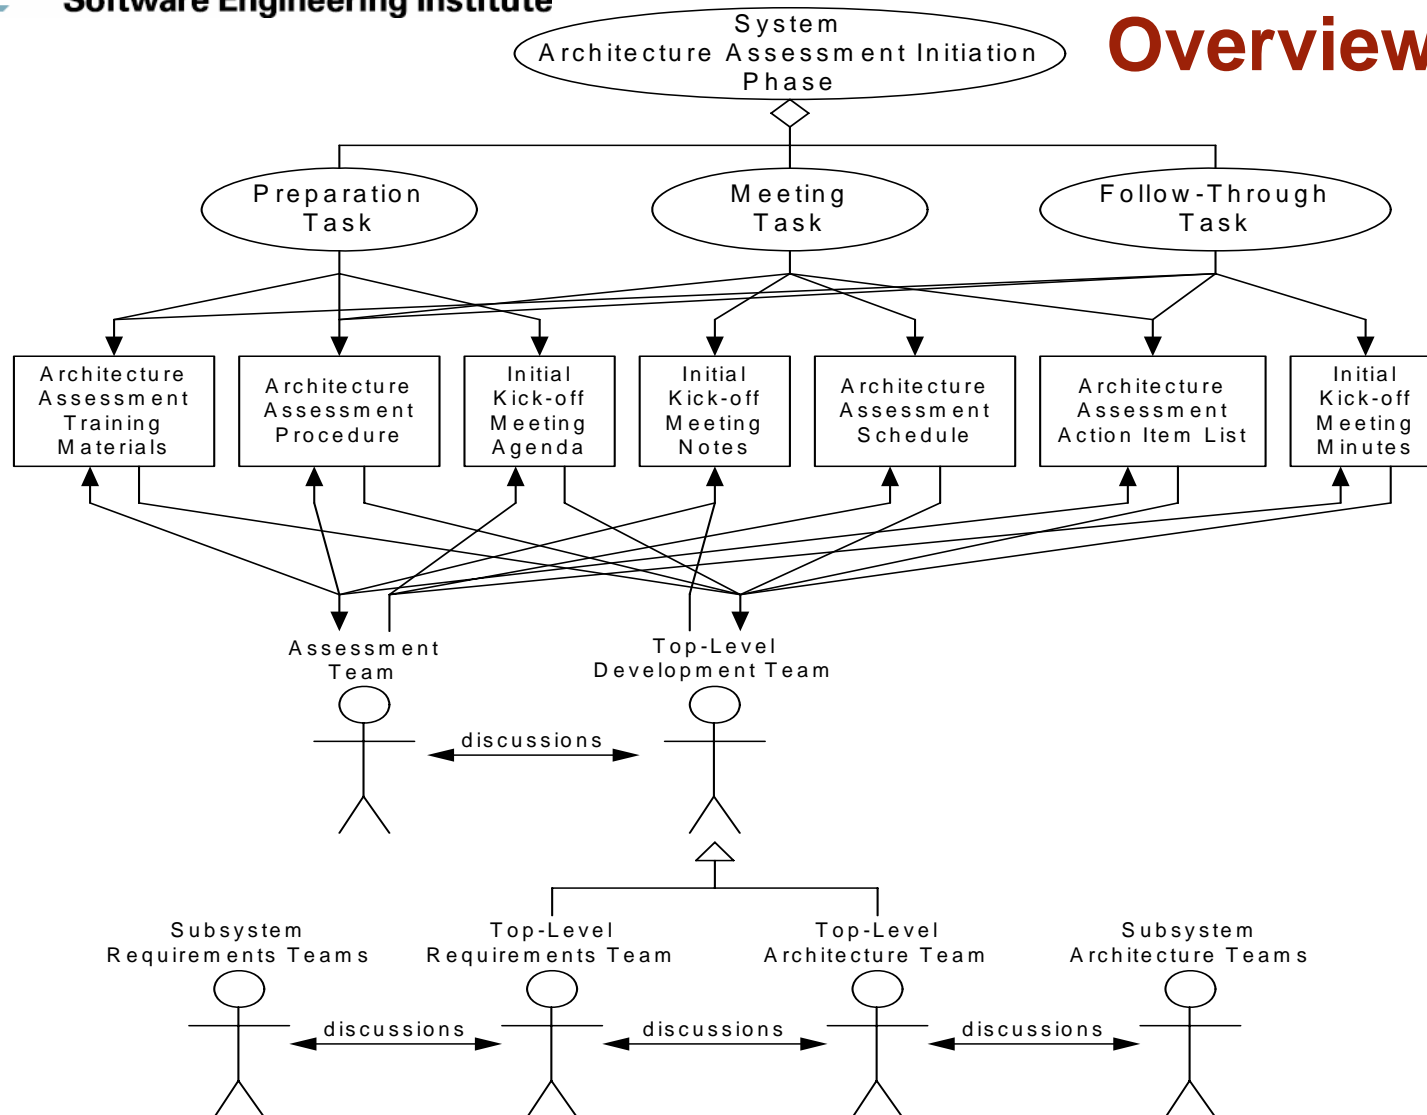 Software Engineering Institute
Overview
System
Architecture Assessment Initiation
Phase
Preparation
Task
Meeting
Task
Follow-Through
Task
Architecture
Assessment
Training
Materials
Architecture
Assessment
Procedure
Initial
Kick-off
Meeting
Agenda
Initial
Kick-off
Meeting
Notes
Architecture
Assessment
Schedule
Architecture
Assessment
Action Item List
Initial
Kick-off
Meeting
Minutes
Assessment
Team
Top-Level
Development Team
discussions
Subsystem
Requirements Teams
Top-Level
Requirements Team
Top-Level
Architecture Team
Subsystem
Architecture Teams
discussions
discussions
discussions